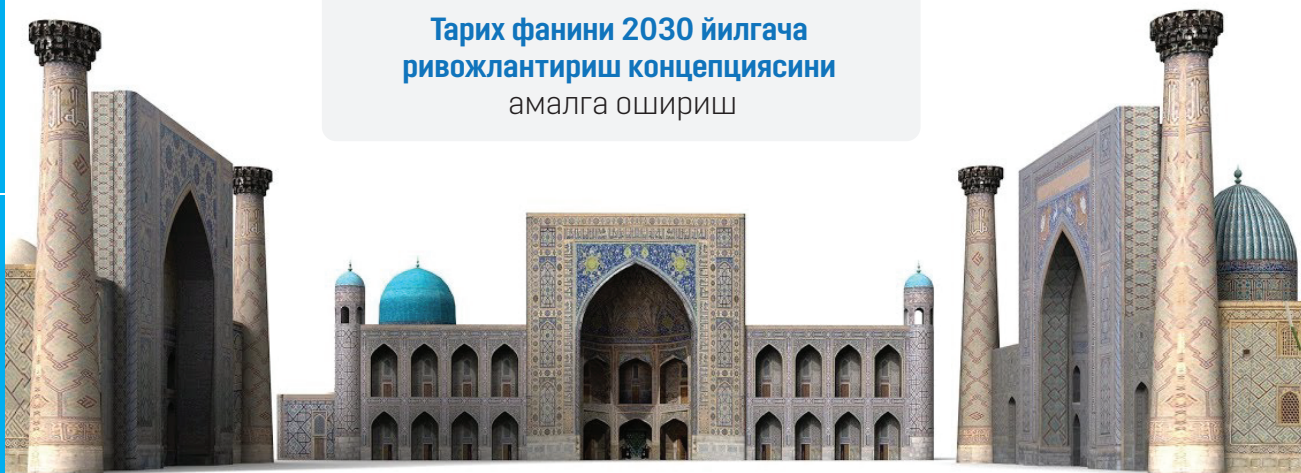 Тарих фанини 2030 йилгача
ривожлантириш концепциясини
амалга ошириш